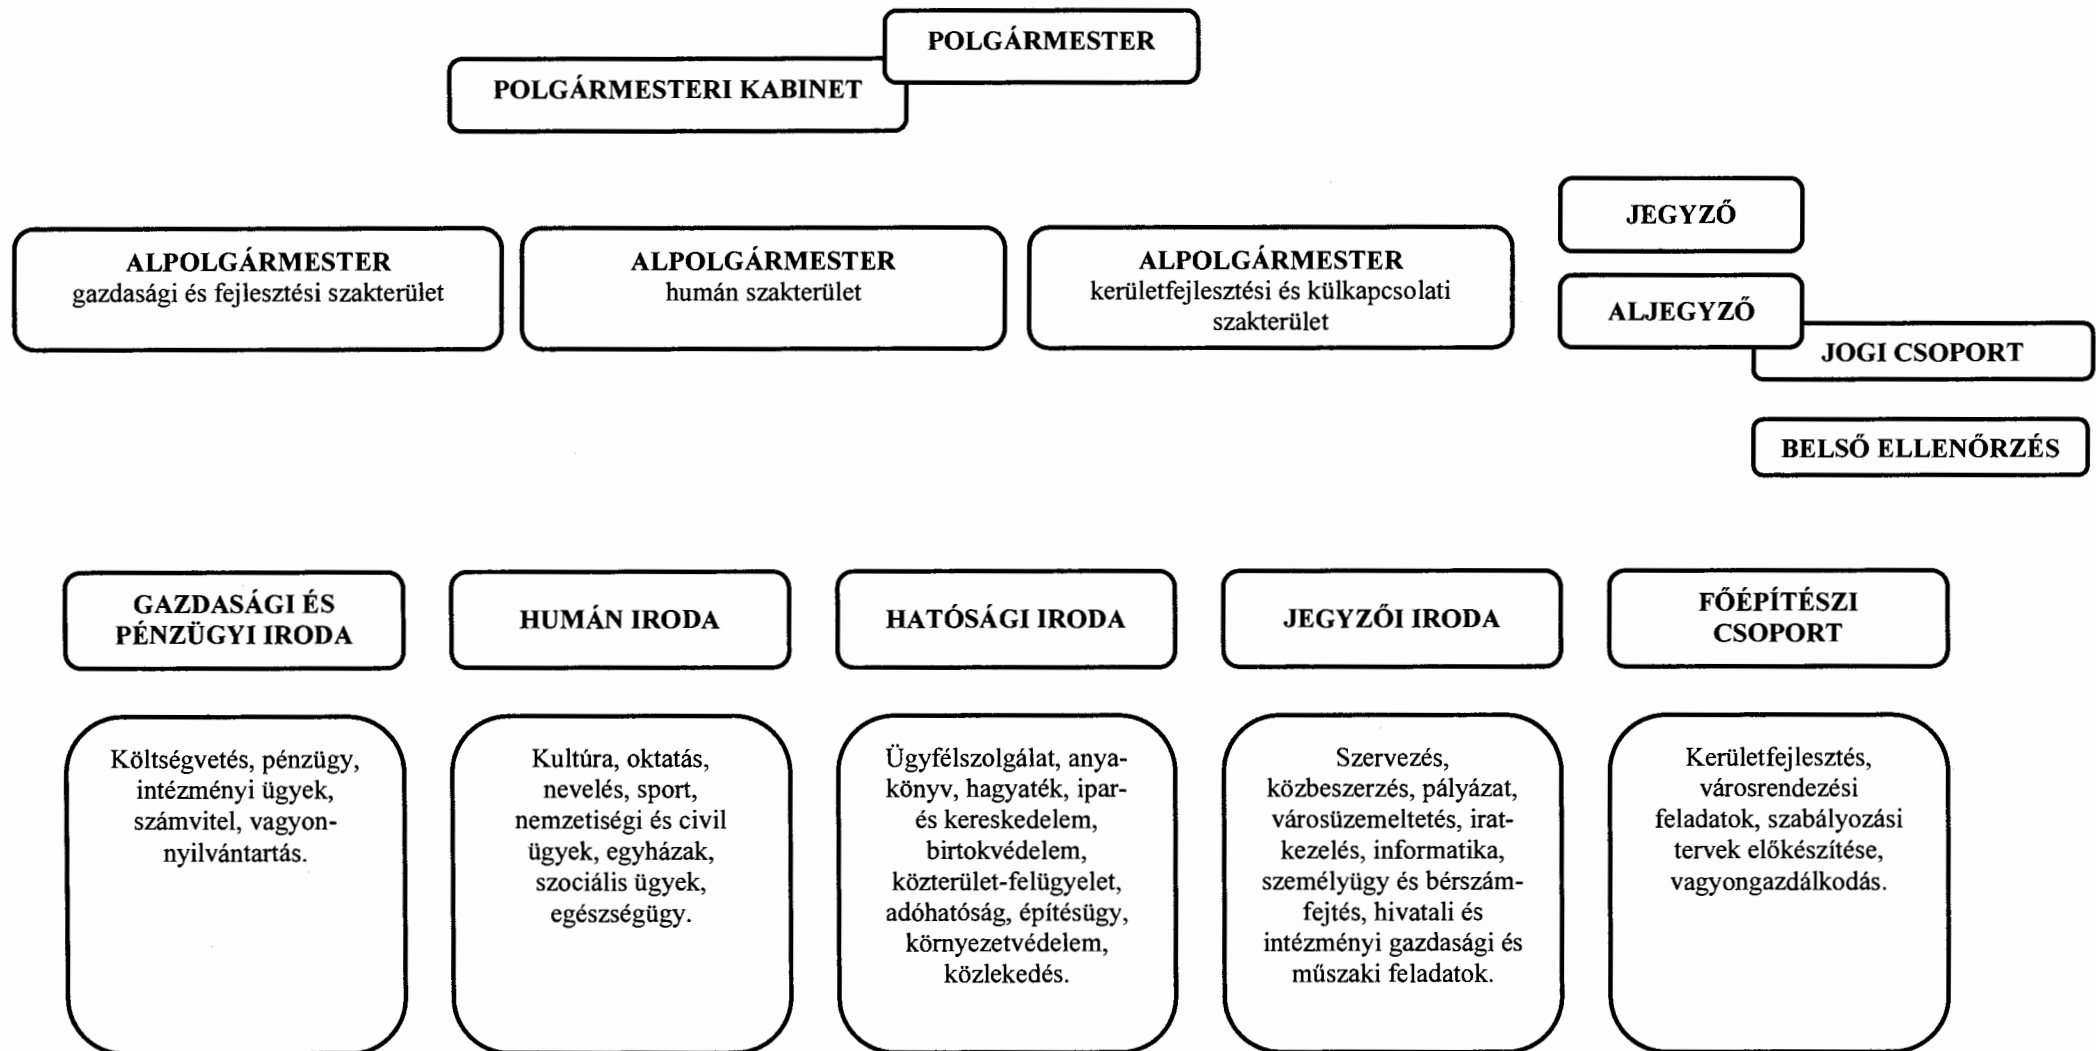 POLGÁRMESTER
POLGÁRMESTERI KABINET
JEGYZŐ
ALPOLGÁRMESTER
gazdasági és fejlesztési szakterület
ALPOLGÁRMESTER
humán szakterület
ALPOLGÁRMESTER
kerületfejlesztési és külkapcsolati
szakterület
ALJEGYZŐ
JOGI CSOPORT
BELSŐ ELLENŐRZÉS
GAZDASÁGI ÉS
PÉNZÜGYI IRODA
HUMÁN IRODA
HATÓSÁGI IRODA
JEGYZŐI IRODA
FŐÉPÍTÉSZI
CSOPORT
Költségvetés, pénzügy,
intézményi ügyek,
számvitel, vagyon-
nyilvántartás.
Kultúra, oktatás,
nevelés, sport,
nemzetiségi és civil
ügyek, egyházak,
szociális ügyek,
egészségügy.
Ügyfélszolgálat, anya-
könyv, hagyaték, ipar-
és kereskedelem,
birtokvédelem,
közterület-felügyelet,
adóhatóság, építésügy,
környezetvédelem,
közlekedés.
Szervezés,
közbeszerzés, pályázat,
városüzemeltetés, irat-
kezelés, informatika,
személyügy és bérszám-
fejtés, hivatali és
intézményi gazdasági és
műszaki feladatok.
Kerületfejlesztés,
városrendezési
feladatok, szabályozási
tervek előkészítése,
vagyongazdálkodás.